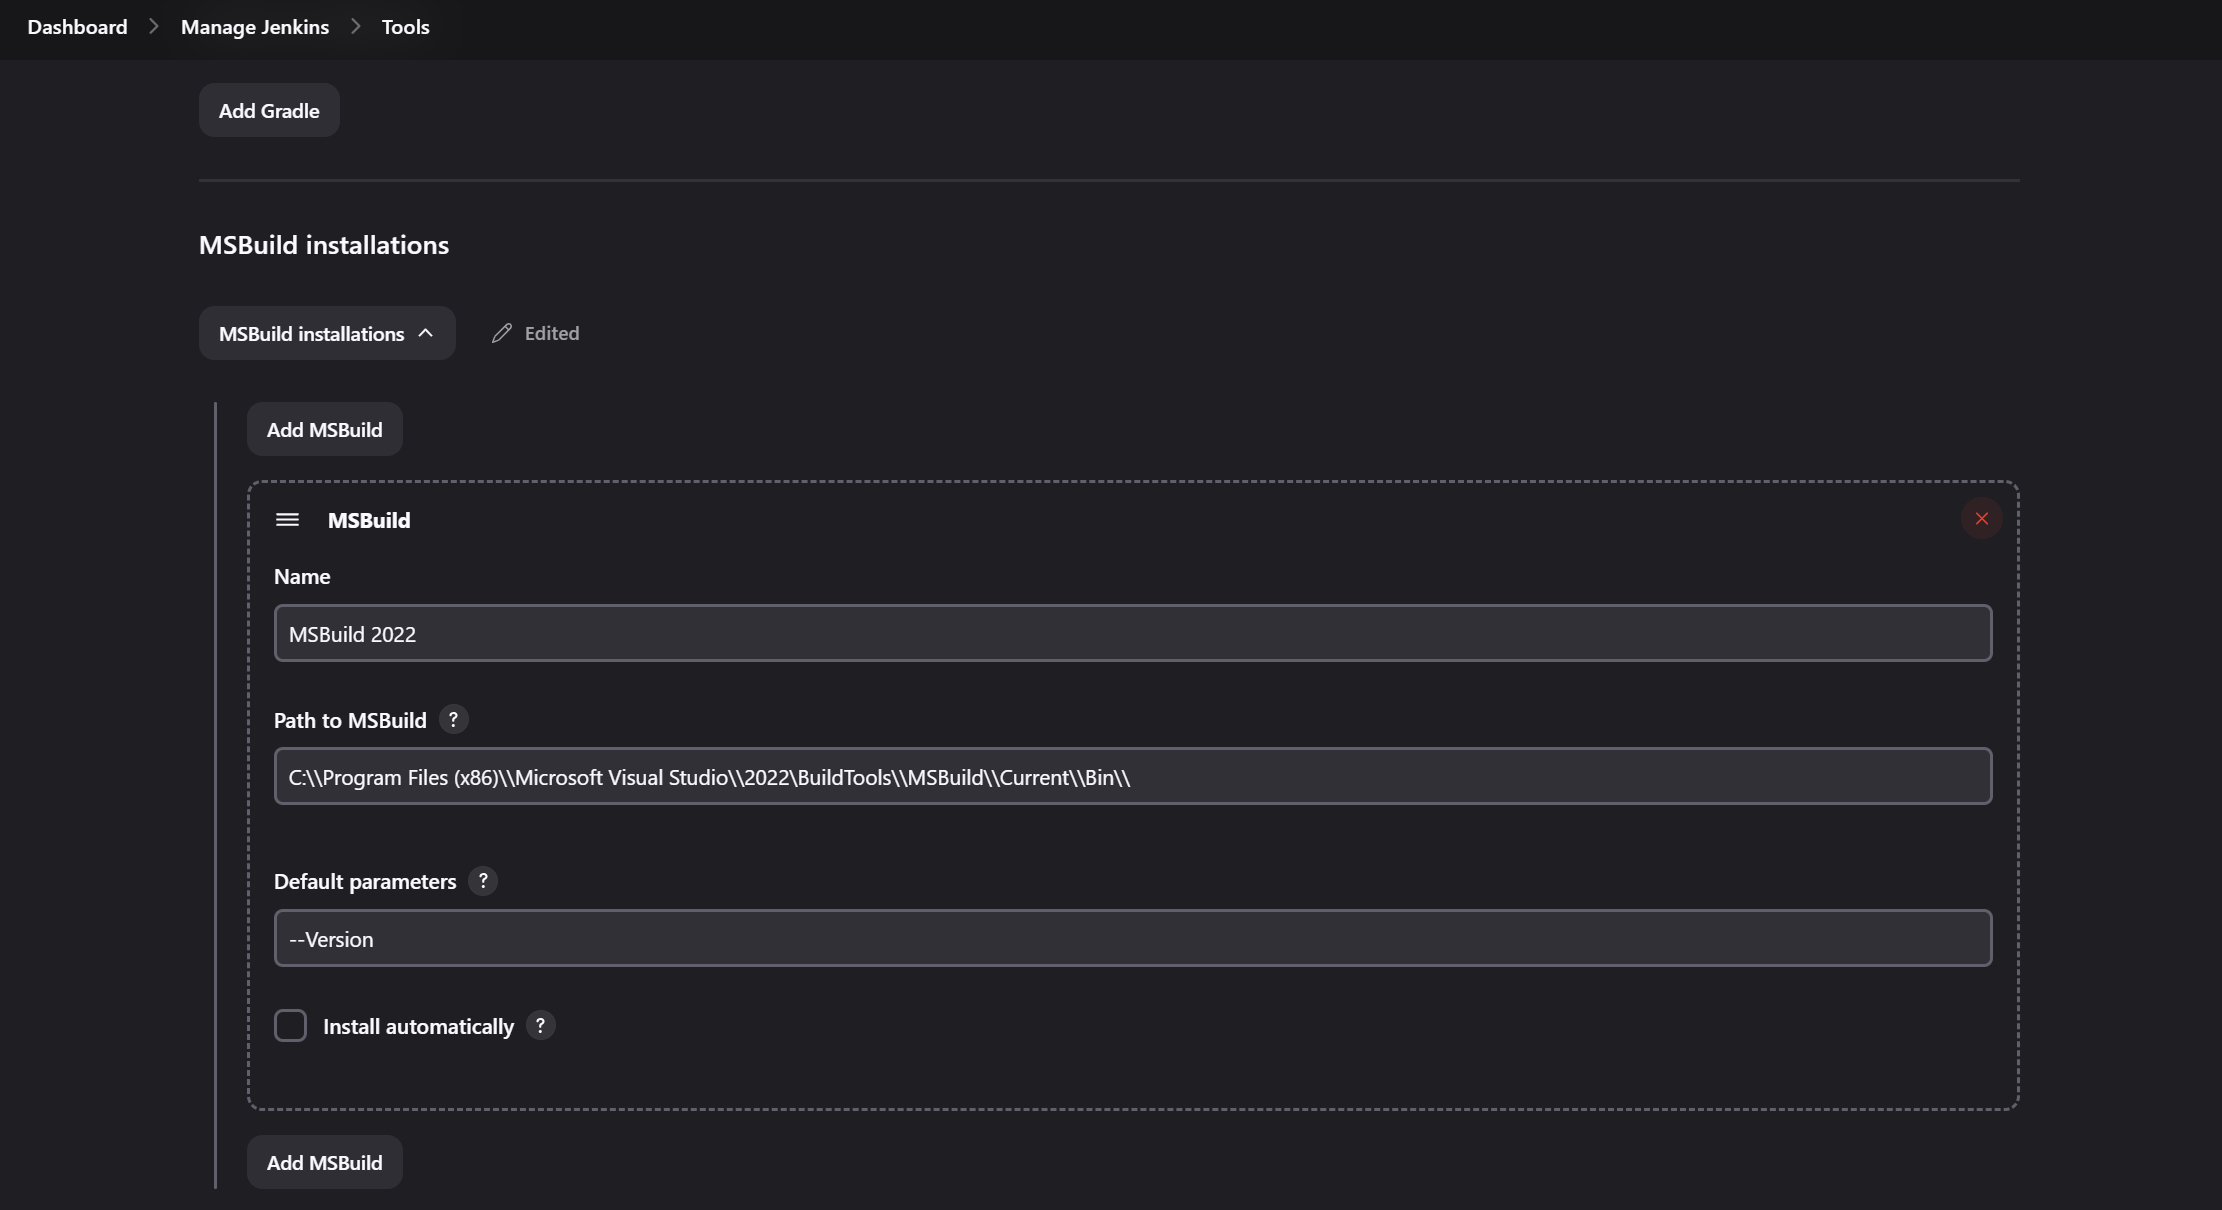 Dashboard > Manage Jenkins > Tools
Add Gradle
MSBuild installations
MSBuild installations Edited
Add MSBuild
MSBuild
Name
MSBuild 2022
Path to MSBuild ?
C:\\Program Files (x86)\\Microsoft Visual Studio\\2022\BuildTools\\MSBuild\\Current\\Bin\\
Default parameters ?
--Version
Install automatically ?
Add MSBuild